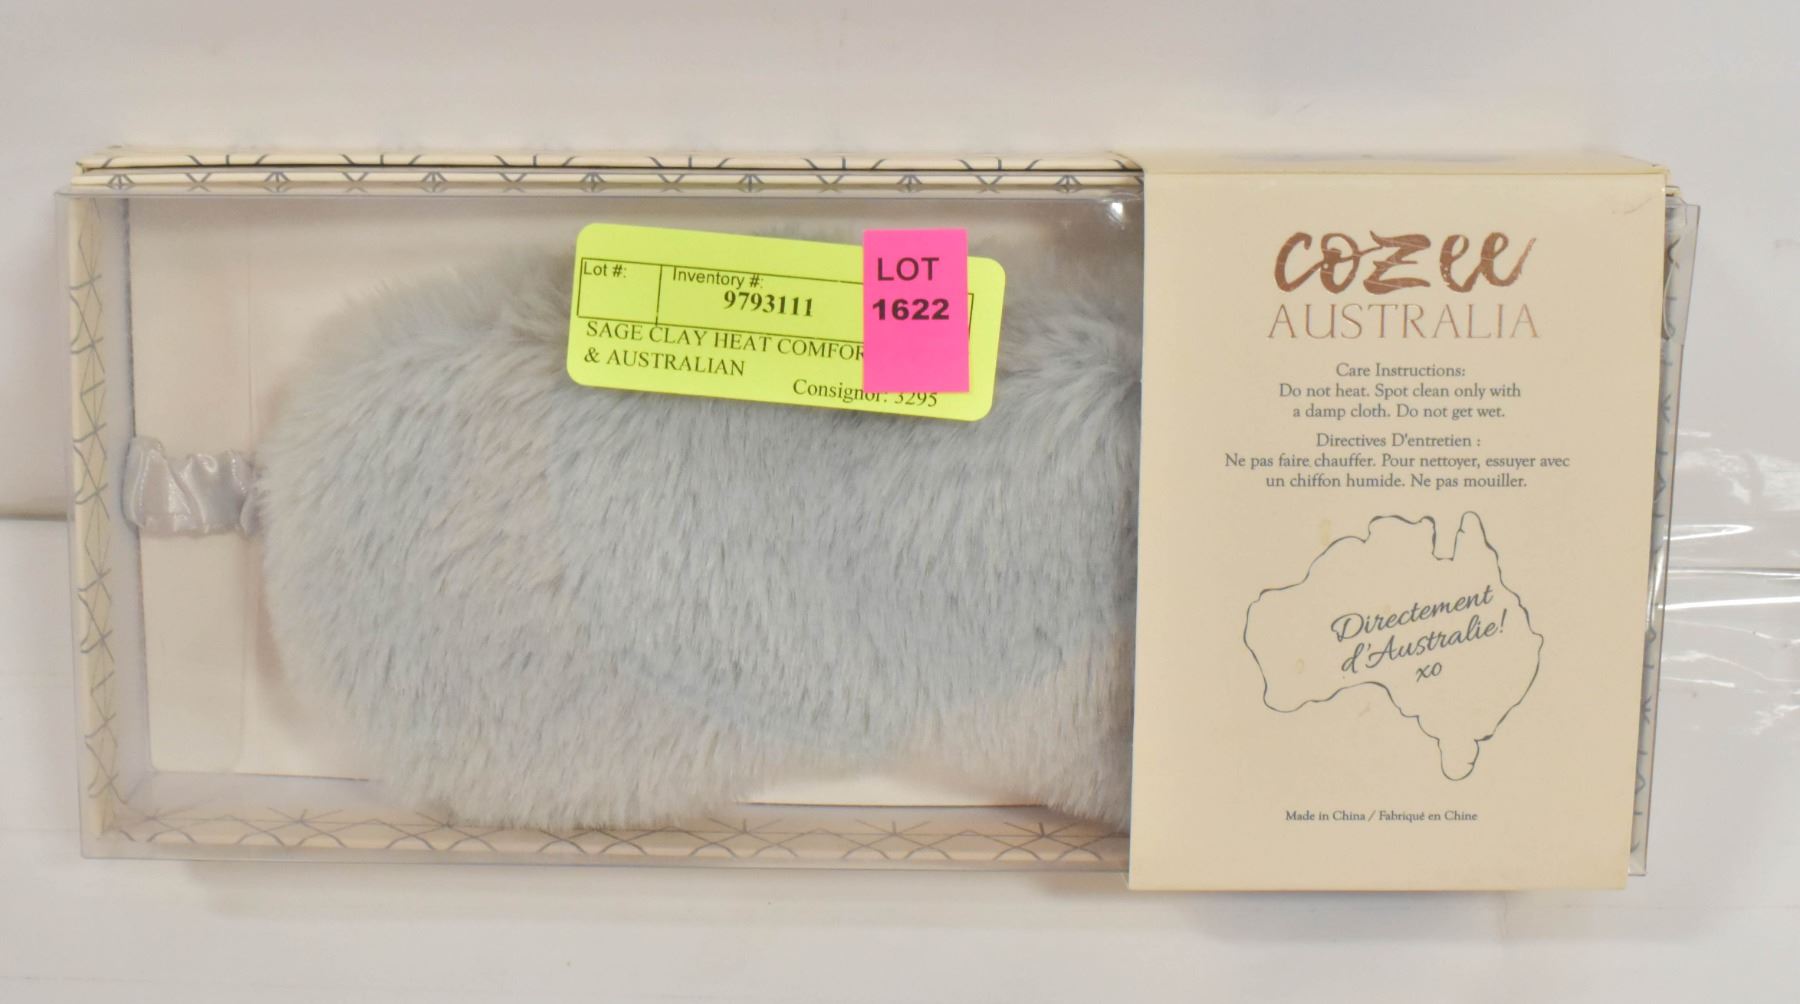 Lot #:
Inventory #:
9793111
SAGE CLAY HEAT
& AUSTRALIAN
Consignor: 3295
LOT
1622
cozee
AUSTRALIA
Care Instructions:
Do not heat. Spot clean only with
a damp cloth. Do not get wet.
Directives D'entretien :
Ne pas faire chauffer. Pour nettoyer, essuyer avec
un chiffon humide. Ne pas mouiller.
Directement
d'Australie!
xo
Made in China / Fabriqué en Chine